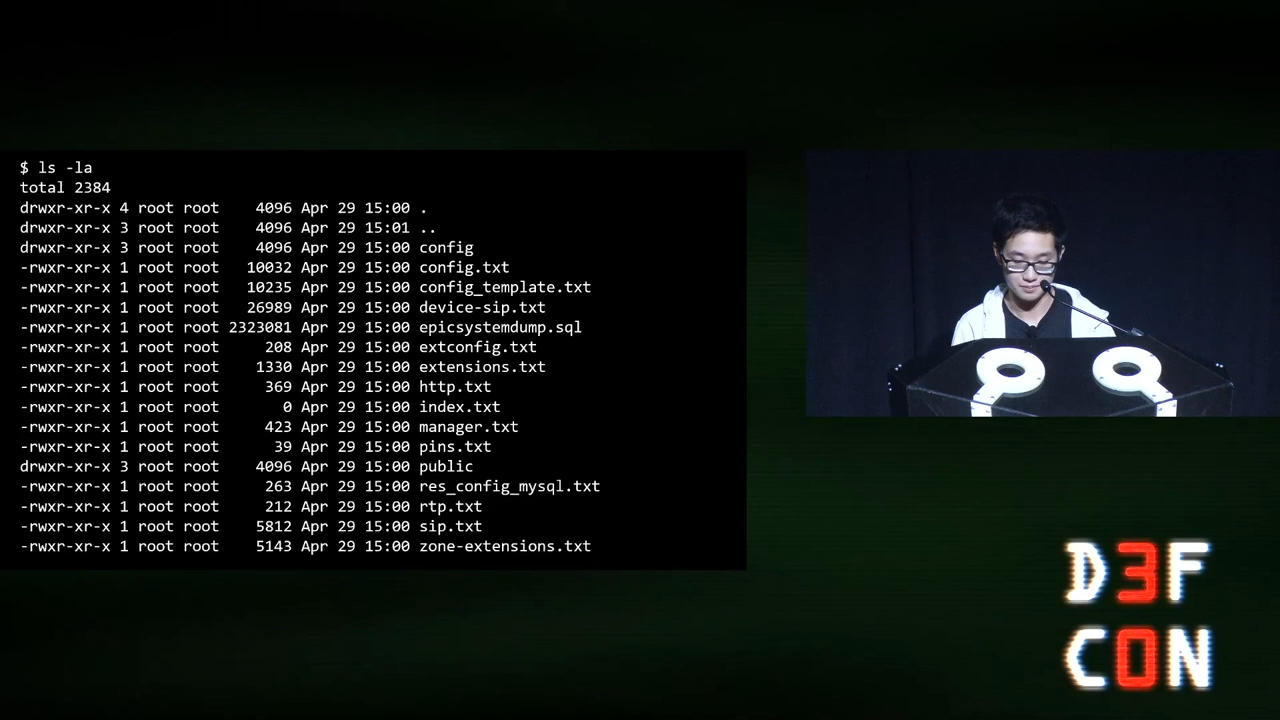 $ ls -la
total 2384
drwxr-xr-x 4 root root    4096 Apr 29 15:00 .
drwxr-xr-x 3 root root    4096 Apr 29 15:01 ..
drwxr-xr-x 3 root root    4096 Apr 29 15:00 config
-rwxr-xr-x 1 root root   10032 Apr 29 15:00 config.txt
-rwxr-xr-x 1 root root   10235 Apr 29 15:00 config_template.txt
-rwxr-xr-x 1 root root   26989 Apr 29 15:00 device-sip.txt
-rwxr-xr-x 1 root root 2323081 Apr 29 15:00 epicsystemdump.sql
-rwxr-xr-x 1 root root     208 Apr 29 15:00 extconfig.txt
-rwxr-xr-x 1 root root    1330 Apr 29 15:00 extensions.txt
-rwxr-xr-x 1 root root     369 Apr 29 15:00 http.txt
-rwxr-xr-x 1 root root       0 Apr 29 15:00 index.txt
-rwxr-xr-x 1 root root     423 Apr 29 15:00 manager.txt
-rwxr-xr-x 1 root root      39 Apr 29 15:00 pins.txt
drwxr-xr-x 3 root root    4096 Apr 29 15:00 public
-rwxr-xr-x 1 root root     263 Apr 29 15:00 res_config_mysql.txt
-rwxr-xr-x 1 root root     212 Apr 29 15:00 rtp.txt
-rwxr-xr-x 1 root root    5812 Apr 29 15:00 sip.txt
-rwxr-xr-x 1 root root    5143 Apr 29 15:00 zone-extensions.txt
D3F
C0N